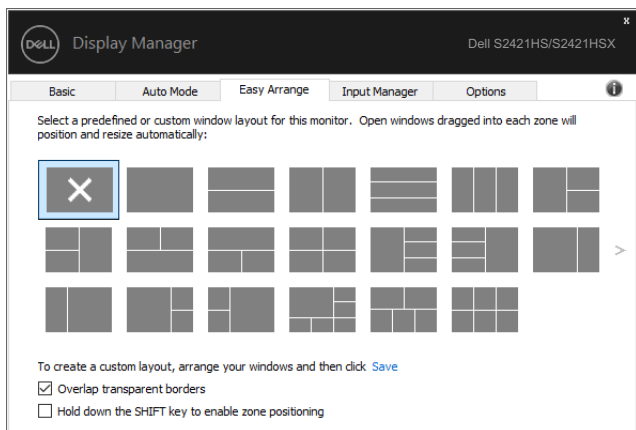 x
DELL Display Manager Dell S2421HS/S2421HSX
Basic Auto Mode Easy Arrange Input Manager Options i
Select a predefined or custom window layout for this monitor. Open windows dragged into each zone will
position and resize automatically:
>
To create a custom layout, arrange your windows and then click Save
Overlap transparent borders
Hold down the SHIFT key to enable zone positioning